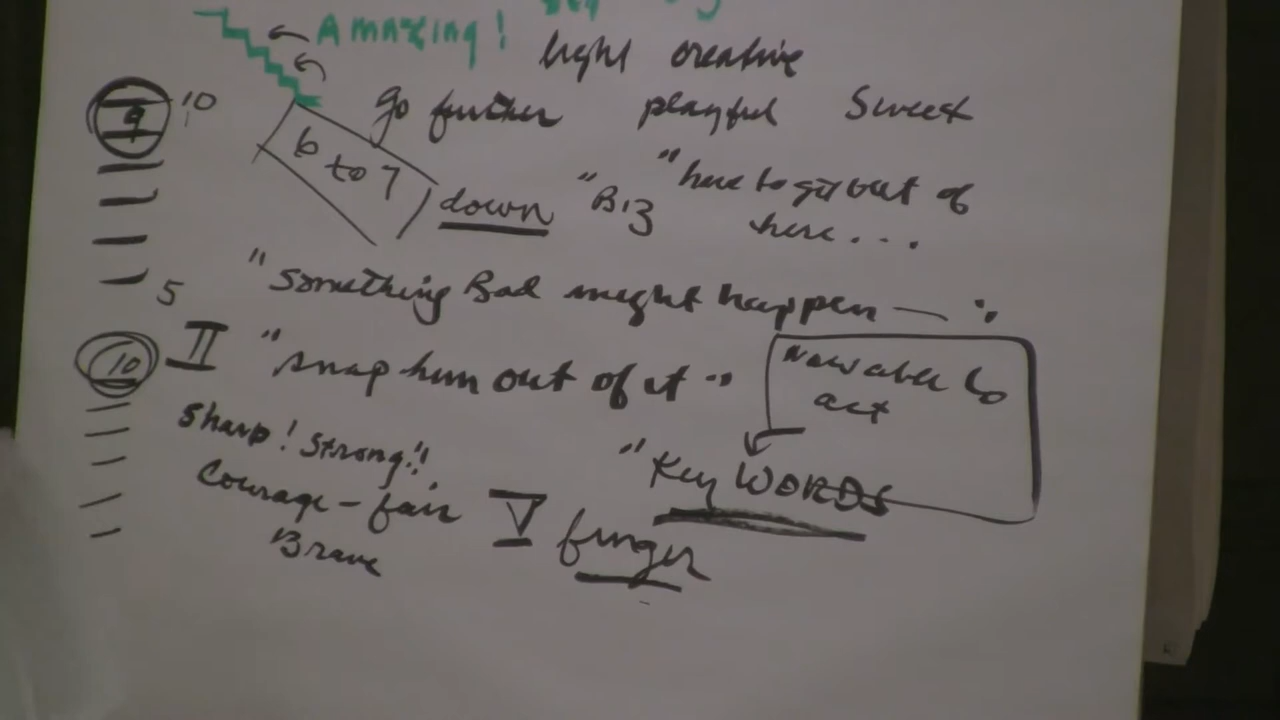 Amazing!
light creative
9 10 go further playful Sweet
6 to 7
down "Biz "here to get out of
here...
5 "Something Bad might happen —
10 II "snap him out of it
Now able to
act
Sharp! Strong!!
"Key WORDS
Courage - fair V finger
Brave